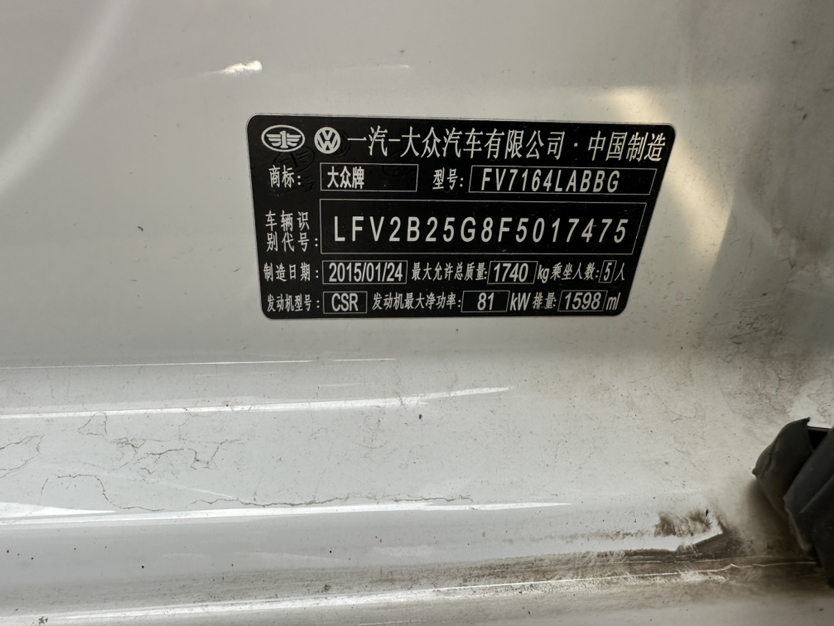 一汽-大众汽车有限公司·中国制造
商标: 大众牌 型号: FV7164LABBG
车辆识别代号: LFV2B25G8F5017475
制造日期: 2015/01/24 最大允许总质量: 1740 kg 乘坐人数: 5 人
发动机型号: CSR 发动机最大净功率: 81 kW 排量: 1598 ml